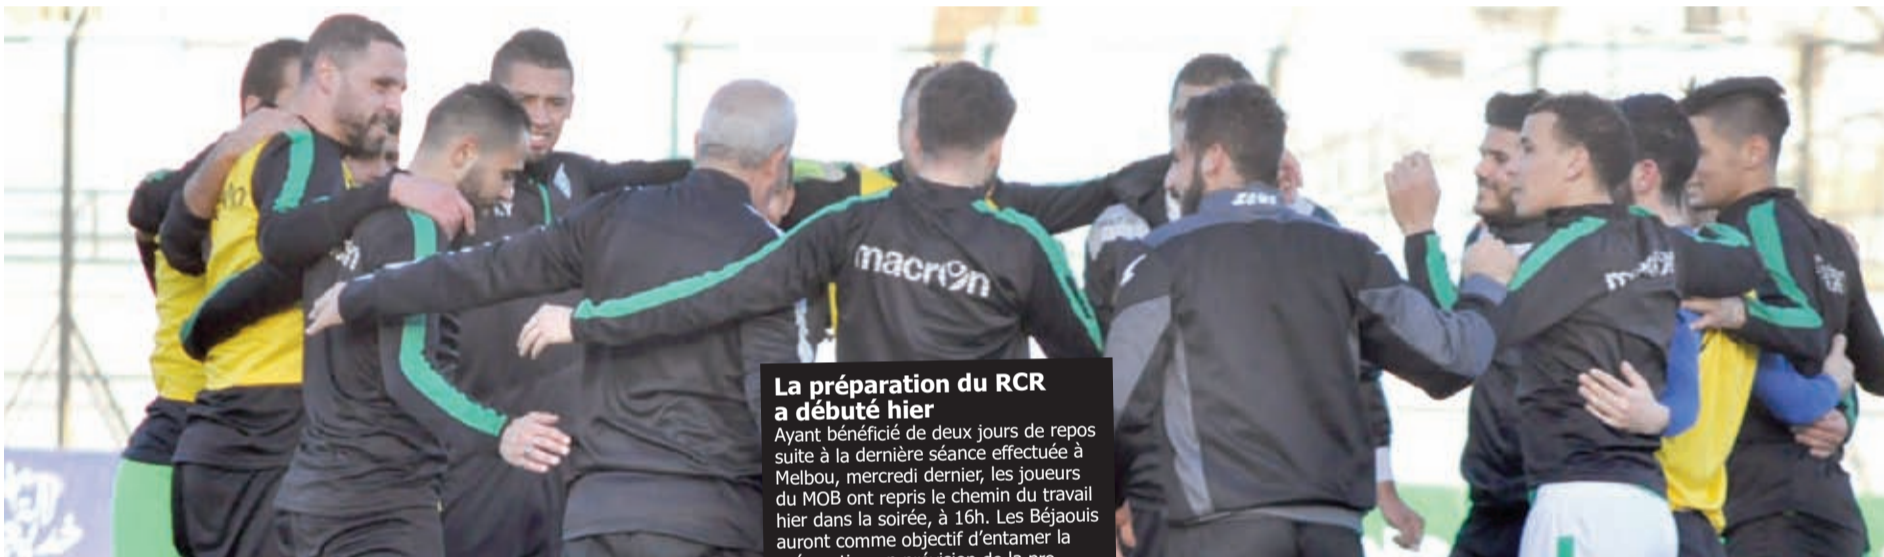 macron
La préparation du RCR
a débuté hier
Ayant bénéficié de deux jours de repos
suite à la dernière séance effectuée à
Melbou, mercredi dernier, les joueurs
du MOB ont repris le chemin du travail
hier dans la soirée, à 16h. Les Béjaouis
auront comme objectif d'entamer la